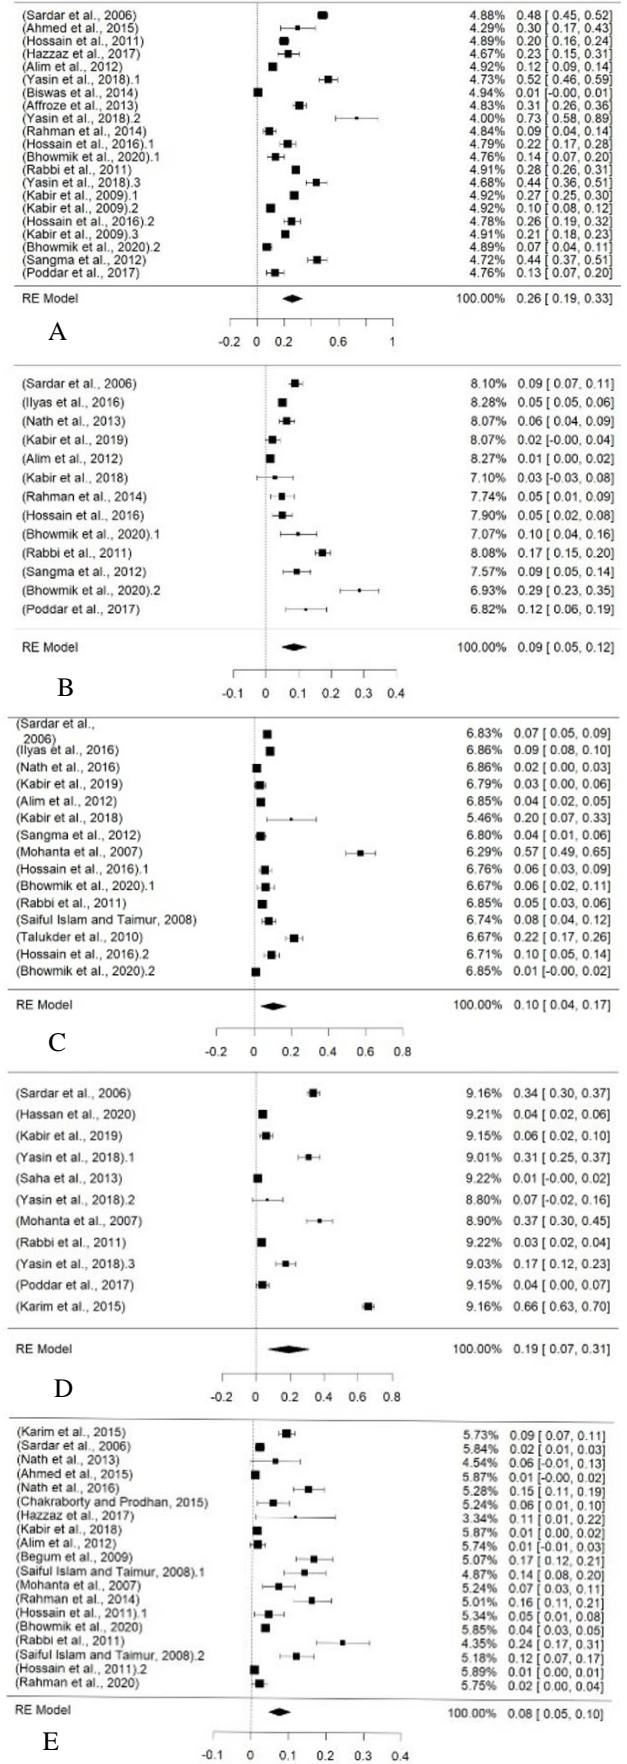 (Sardar et al., 2006) 4.88% 0.48 [ 0.45, 0.52]
(Ahmed et al., 2015) 4.29% 0.30 [ 0.17, 0.43]
(Hossain et al., 2011) 4.89% 0.20 [ 0.16, 0.24]
(Hazzaz et al., 2017) 4.67% 0.23 [ 0.15, 0.31]
(Alim et al., 2012) 4.92% 0.12 [ 0.09, 0.14]
(Yasin et al., 2018).1 4.73% 0.52 [ 0.46, 0.59]
(Biswas et al., 2014) 4.94% 0.01 [-0.00, 0.01]
(Affroze et al., 2013) 4.83% 0.31 [ 0.26, 0.36]
(Yasin et al., 2018).2 4.00% 0.73 [ 0.58, 0.89]
(Rahman et al., 2014) 4.84% 0.09 [ 0.04, 0.14]
(Hossain et al., 2016).1 4.79% 0.22 [ 0.17, 0.28]
(Bhowmik et al., 2020).1 4.76% 0.14 [ 0.07, 0.20]
(Rabbi et al., 2011) 4.91% 0.28 [ 0.26, 0.31]
(Yasin et al., 2018).3 4.68% 0.44 [ 0.36, 0.51]
(Kabir et al., 2009).1 4.92% 0.27 [ 0.25, 0.30]
(Kabir et al., 2009).2 4.92% 0.10 [ 0.08, 0.12]
(Hossain et al., 2016).2 4.78% 0.26 [ 0.19, 0.32]
(Kabir et al., 2009).3 4.91% 0.21 [ 0.18, 0.23]
(Bhowmik et al., 2020).2 4.89% 0.07 [ 0.04, 0.11]
(Sangma et al., 2012) 4.72% 0.44 [ 0.37, 0.51]
(Poddar et al., 2017) 4.76% 0.13 [ 0.07, 0.20]
RE Model 100.00% 0.26 [ 0.19, 0.33]
A
-0.2 0 0.2 0.6 1
(Sardar et al., 2006) 8.10% 0.09 [ 0.07, 0.11]
(Ilyas et al., 2016) 8.28% 0.05 [ 0.05, 0.06]
(Nath et al., 2013) 8.07% 0.06 [ 0.04, 0.09]
(Kabir et al., 2019) 8.07% 0.02 [-0.00, 0.04]
(Alim et al., 2012) 8.27% 0.01 [ 0.00, 0.02]
(Kabir et al., 2018) 7.10% 0.03 [-0.03, 0.08]
(Rahman et al., 2014) 7.74% 0.05 [ 0.01, 0.09]
(Hossain et al., 2016) 7.90% 0.05 [ 0.02, 0.08]
(Bhowmik et al., 2020).1 7.07% 0.10 [ 0.04, 0.16]
(Rabbi et al., 2011) 8.08% 0.17 [ 0.15, 0.20]
(Sangma et al., 2012) 7.57% 0.09 [ 0.05, 0.14]
(Bhowmik et al., 2020).2 6.93% 0.29 [ 0.23, 0.35]
(Poddar et al., 2017) 6.82% 0.12 [ 0.06, 0.19]
RE Model 100.00% 0.09 [ 0.05, 0.12]
B
-0.1 0 0.1 0.2 0.3 0.4
(Sardar et al.,
2006) 6.83% 0.07 [ 0.05, 0.09]
(Ilyas et al., 2016) 6.86% 0.09 [ 0.08, 0.10]
(Nath et al., 2016) 6.86% 0.02 [ 0.00, 0.03]
(Kabir et al., 2019) 6.79% 0.03 [ 0.00, 0.06]
(Alim et al., 2012) 6.85% 0.04 [ 0.02, 0.05]
(Kabir et al., 2018) 5.46% 0.20 [ 0.07, 0.33]
(Sangma et al., 2012) 6.80% 0.04 [ 0.01, 0.06]
(Mohanta et al., 2007) 6.29% 0.57 [ 0.49, 0.65]
(Hossain et al., 2016).1 6.76% 0.06 [ 0.03, 0.09]
(Bhowmik et al., 2020).1 6.67% 0.06 [ 0.02, 0.11]
(Rabbi et al., 2011) 6.85% 0.05 [ 0.03, 0.06]
(Saiful Islam and Taimur, 2008) 6.74% 0.08 [ 0.04, 0.12]
(Talukder et al., 2010) 6.67% 0.22 [ 0.17, 0.26]
(Hossain et al., 2016).2 6.71% 0.10 [ 0.05, 0.14]
(Bhowmik et al., 2020).2 6.85% 0.01 [-0.00, 0.02]
RE Model 100.00% 0.10 [ 0.04, 0.17]
C
-0.2 0 0.2 0.4 0.6 0.8
(Sardar et al., 2006) 9.16% 0.34 [ 0.30, 0.37]
(Hassan et al., 2020) 9.21% 0.04 [ 0.02, 0.06]
(Kabir et al., 2019) 9.15% 0.06 [ 0.02, 0.10]
(Yasin et al., 2018).1 9.01% 0.31 [ 0.25, 0.37]
(Saha et al., 2013) 9.22% 0.01 [-0.00, 0.02]
(Yasin et al., 2018).2 8.80% 0.07 [-0.02, 0.16]
(Mohanta et al., 2007) 8.90% 0.37 [ 0.30, 0.45]
(Rabbi et al., 2011) 9.22% 0.03 [ 0.02, 0.04]
(Yasin et al., 2018).3 9.03% 0.17 [ 0.12, 0.23]
(Poddar et al., 2017) 9.15% 0.04 [ 0.00, 0.07]
(Karim et al., 2015) 9.16% 0.66 [ 0.63, 0.70]
RE Model 100.00% 0.19 [ 0.07, 0.31]
D
-0.2 0 0.2 0.4 0.6 0.8
(Karim et al., 2015) 5.73% 0.09 [ 0.07, 0.11]
(Sardar et al., 2006) 5.84% 0.02 [ 0.01, 0.03]
(Nath et al., 2013) 4.54% 0.06 [-0.01, 0.13]
(Ahmed et al., 2015) 5.87% 0.01 [-0.00, 0.02]
(Nath et al., 2016) 5.28% 0.15 [ 0.11, 0.19]
(Chakraborty and Prodhan, 2015) 5.24% 0.06 [ 0.01, 0.10]
(Hazzaz et al., 2017) 3.34% 0.11 [ 0.01, 0.22]
(Kabir et al., 2018) 5.87% 0.01 [ 0.00, 0.02]
(Alim et al., 2012) 5.74% 0.01 [-0.01, 0.03]
(Begum et al., 2009) 5.07% 0.17 [ 0.12, 0.21]
(Saiful Islam and Taimur, 2008).1 4.87% 0.14 [ 0.08, 0.20]
(Mohanta et al., 2007) 5.24% 0.07 [ 0.03, 0.11]
(Rahman et al., 2014) 5.01% 0.16 [ 0.11, 0.21]
(Hossain et al., 2011).1 5.34% 0.05 [ 0.01, 0.08]
(Bhowmik et al., 2020) 5.85% 0.04 [ 0.03, 0.05]
(Rabbi et al., 2011) 4.35% 0.24 [ 0.17, 0.31]
(Saiful Islam and Taimur, 2008).2 5.18% 0.12 [ 0.07, 0.17]
(Hossain et al., 2011).2 5.89% 0.01 [ 0.00, 0.01]
(Rahman et al., 2020) 5.75% 0.02 [ 0.00, 0.04]
RE Model 100.00% 0.08 [ 0.05, 0.10]
E
-0.1 0 0.1 0.2 0.3 0.4